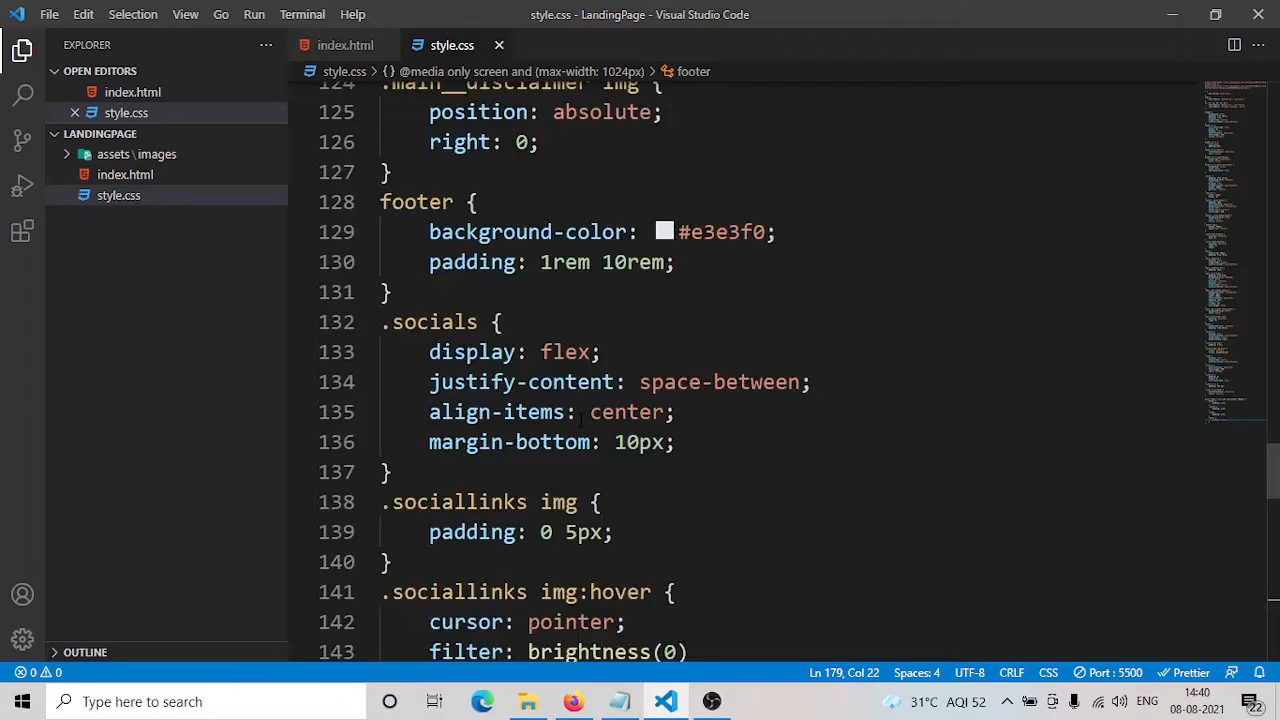 File Edit Selection View Go Run Terminal Help style.css - LandingPage - Visual Studio Code
EXPLORER
OPEN EDITORS
index.html
style.css
LANDINGPAGE
assets\images
index.html
style.css
OUTLINE
index.html style.css
style.css > {} @media only screen and (max-width: 1024px) > footer
124 .main__disclaimer img {
125 position: absolute;
126 right: 0;
127 }
128 footer {
129 background-color: #e3e3f0;
130 padding: 1rem 10rem;
131 }
132 .socials {
133 display: flex;
134 justify-content: space-between;
135 align-items: center;
136 margin-bottom: 10px;
137 }
138 .sociallinks img {
139 padding: 0 5px;
140 }
141 .sociallinks img:hover {
142 cursor: pointer;
143 filter: brightness(0)
0 0 Ln 179, Col 22 Spaces: 4 UTF-8 CRLF CSS Port : 5500 Prettier
Type here to search 31°C AQI 52 14:40
08-08-2021 22